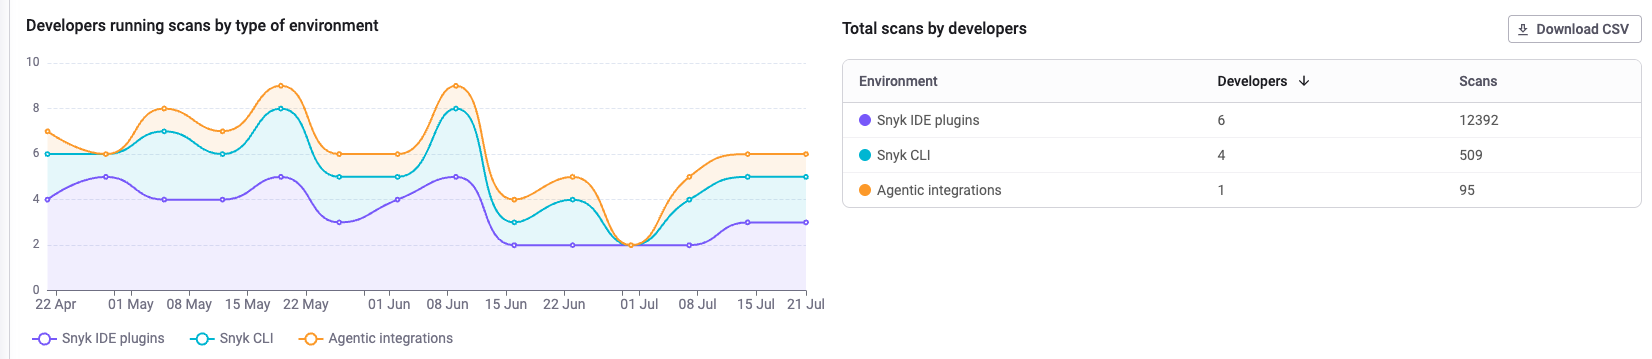 Developers running scans by type of environment
10
8
6
4
2
0
22 Apr 01 May 08 May 15 May 22 May 01 Jun 08 Jun 15 Jun 22 Jun 01 Jul 08 Jul 15 Jul 21 Jul
Snyk IDE plugins Snyk CLI Agentic integrations
Total scans by developers
Download CSV
Environment Developers Scans
Snyk IDE plugins 6 12392
Snyk CLI 4 509
Agentic integrations 1 95